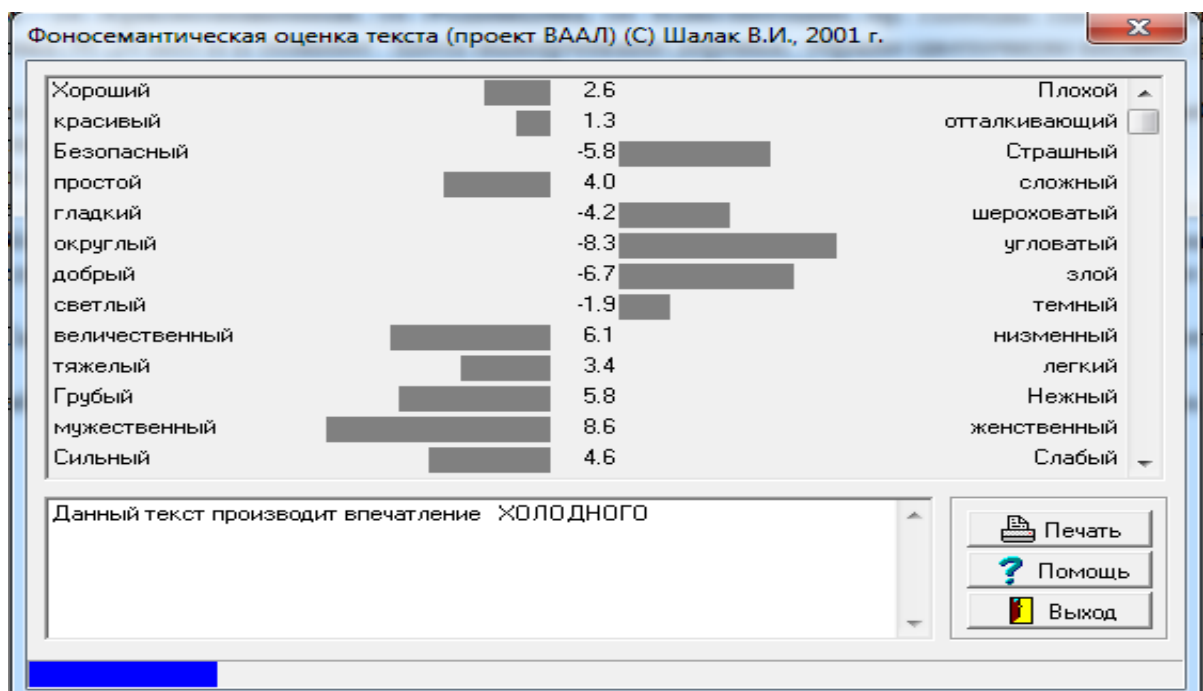 Фоносемантическая оценка текста (проект ВААЛ) (C) Шалак В.И., 2001 г.
Хороший 2.6 Плохой
красивый 1.3 отталкивающий
Безопасный -5.8 Страшный
простой 4.0 сложный
гладкий -4.2 шероховатый
округлый -8.3 угловатый
добрый -6.7 злой
светлый -1.9 темный
величественный 6.1 низменный
тяжелый 3.4 легкий
Грубый 5.8 Нежный
мужественный 8.6 женственный
Сильный 4.6 Слабый
Данный текст производит впечатление ХОЛОДНОГО
Печать
Помощь
Выход